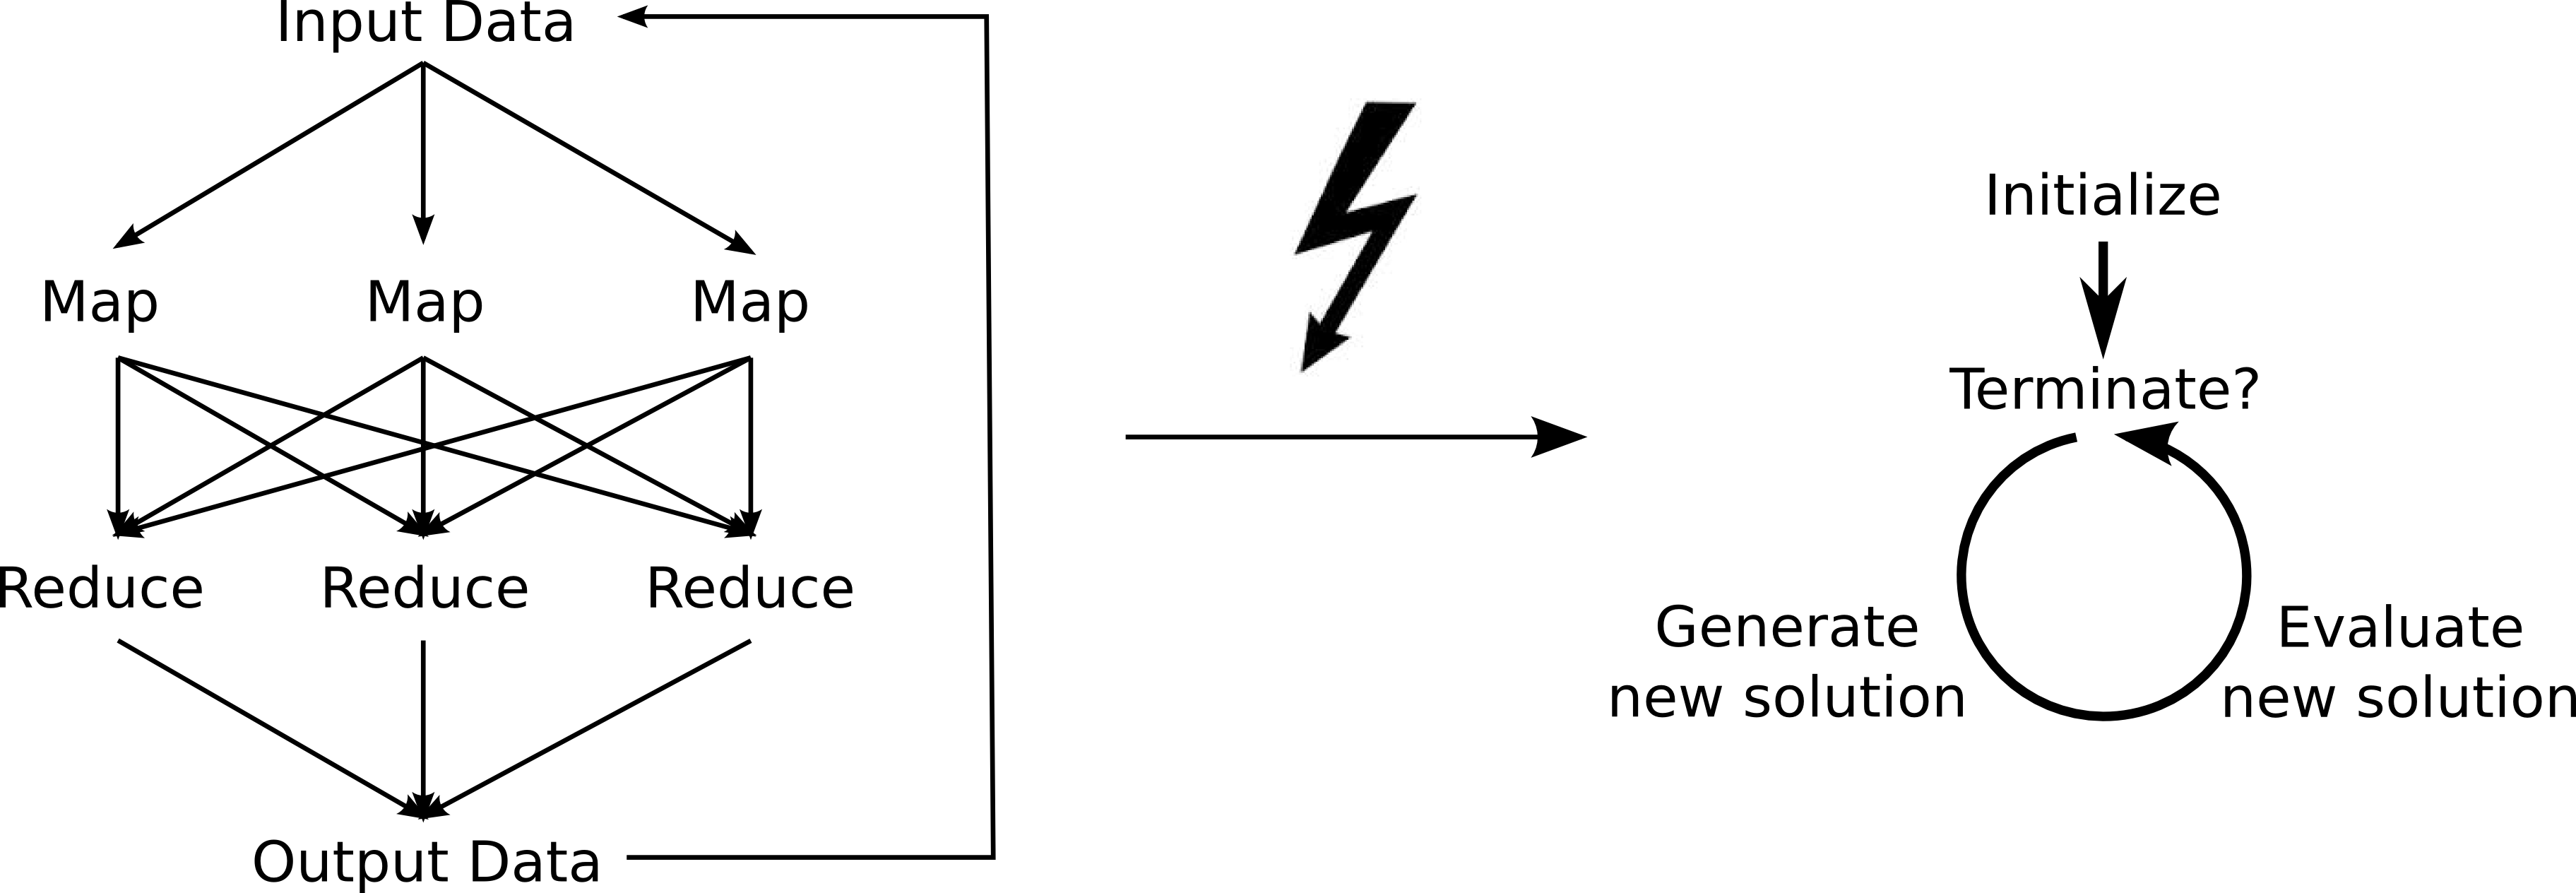 Input Data
Map Map Map
Reduce Reduce Reduce
Output Data
Initialize
Terminate?
Generate
new solution
Evaluate
new solution